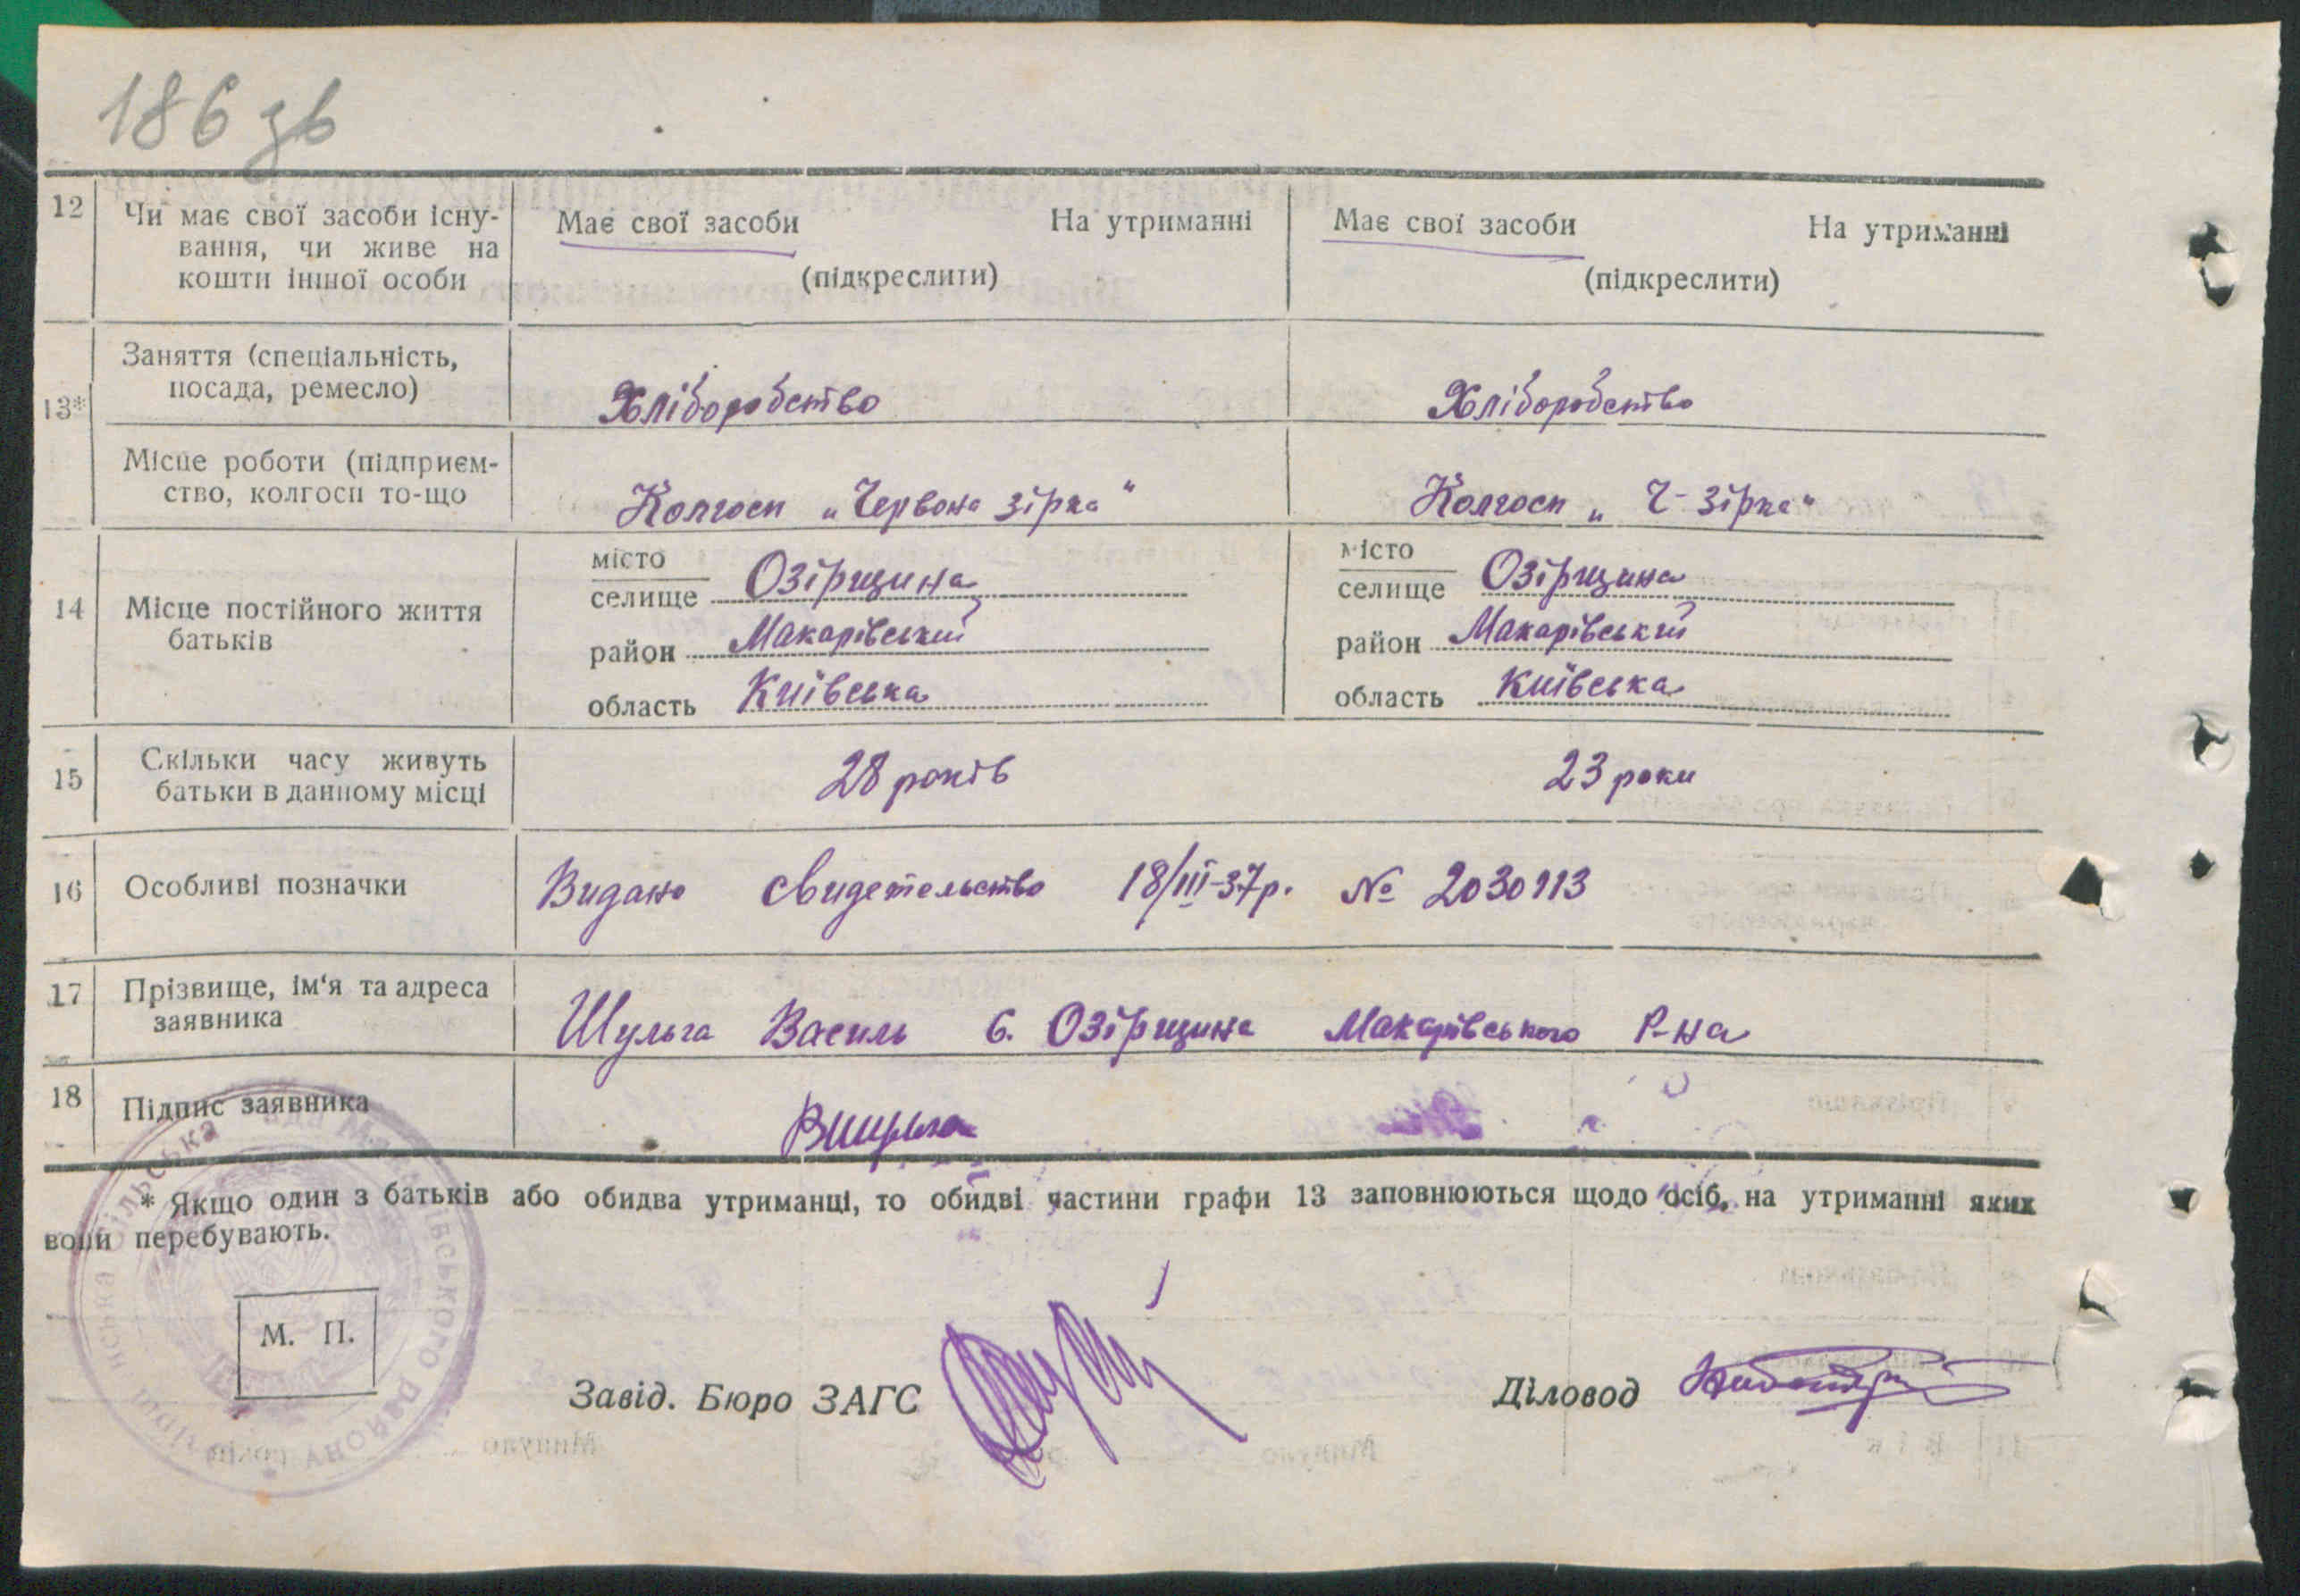 186 зв
12 Чи має свої засоби існу- Має свої засоби На утриманні Має свої засоби На утриманні
вання, чи живе на
кошти іншої особи (підкреслити) (підкреслити)
Заняття (спеціальність,
13* посада, ремесло) Хліборобство Хліборобство
Місце роботи (підприєм-
ство, колгосп то-що Колгосп „Червона зірка“ Колгосп „Ч-зірка“
місто місто
14 Місце постійного життя селище Озірщина селище Озірщина
батьків район Макарівський район Макарівський
область Київська область Київська
15 Скільки часу живуть 28 років 23 роки
батьки в данному місці
16 Особливі позначки Видано свидетельство 18/III-37р. № 2030113
17 Прізвище, ім‘я та адреса
заявника Шульга Василь с. Озірщина Макарівського Р-на
18 Підпис заявника ВШульга
* Якщо один з батьків або обидва утриманці, то обидві частини графи 13 заповнюються щодо осіб, на утриманні яких
вони перебувають.
М. П.
Завід. Бюро ЗАГС Діловод